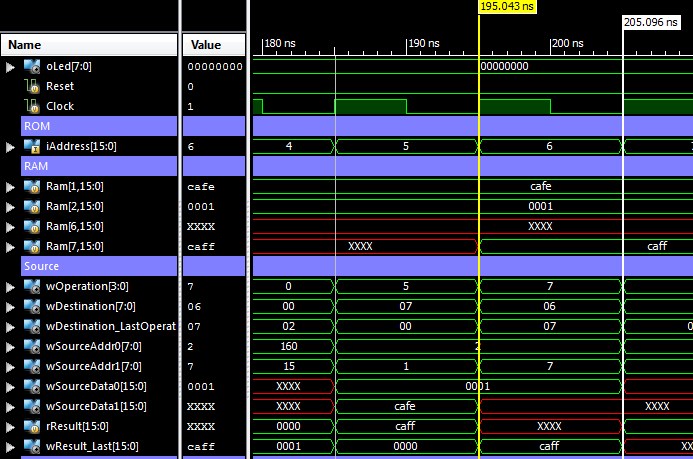 195.043 ns
205.096 ns
Name Value 180 ns 190 ns 200 ns
oLed[7:0] 00000000 00000000
Reset 0
Clock 1
ROM
iAddress[15:0] 6 4 5 6
RAM
Ram[1,15:0] cafe cafe
Ram[2,15:0] 0001 0001
Ram[6,15:0] XXXX XXXX
Ram[7,15:0] caff XXXX caff
Source
wOperation[3:0] 7 0 5 7
wDestination[7:0] 06 00 07 06
wDestination_LastOperat 07 02 00 07 0
wSourceAddr0[7:0] 2 160 2
wSourceAddr1[7:0] 7 15 1 7
wSourceData0[15:0] 0001 XXXX 0001
wSourceData1[15:0] XXXX XXXX cafe XXXX
rResult[15:0] XXXX 0000 caff XXXX
wResult_Last[15:0] caff 0001 0000 caff XX